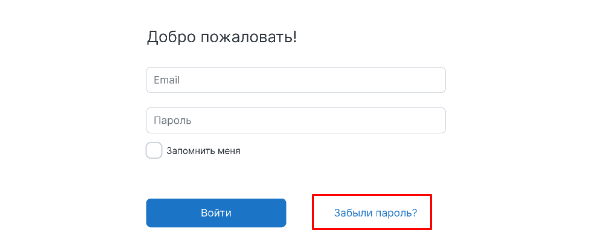 Добро пожаловать!
Email
Пароль
Запомнить меня
Войти
Забыли пароль?